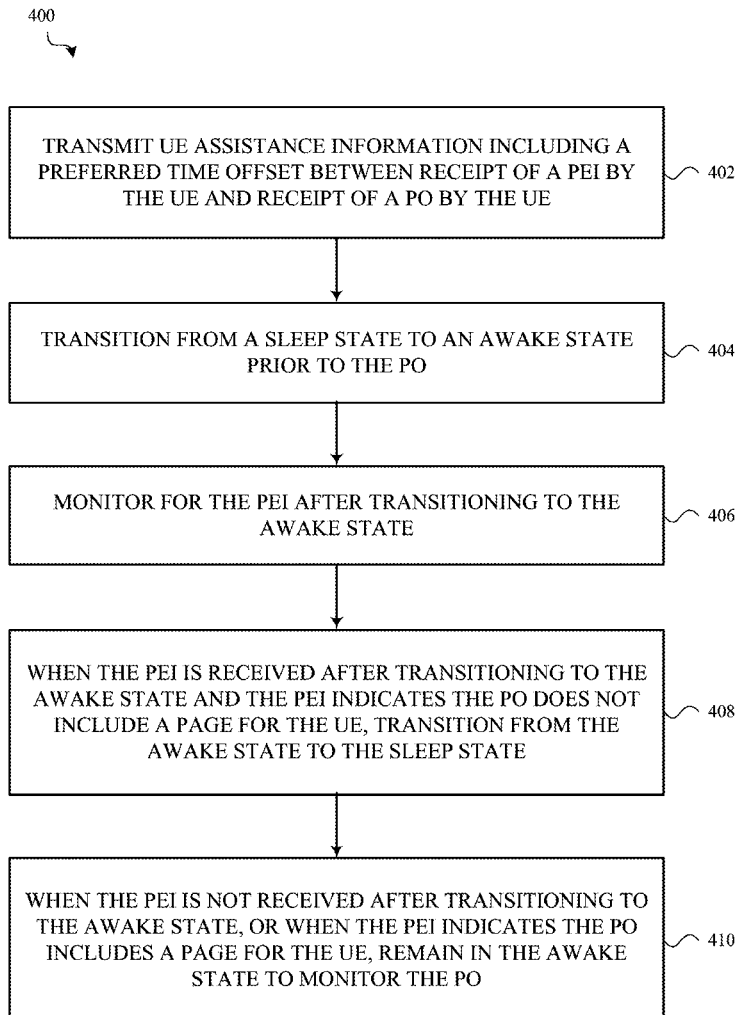 400
TRANSMIT UE ASSISTANCE INFORMATION INCLUDING A
PREFERRED TIME OFFSET BETWEEN RECEIPT OF A PEI BY
THE UE AND RECEIPT OF A PO BY THE UE
402
TRANSITION FROM A SLEEP STATE TO AN AWAKE STATE
PRIOR TO THE PO
404
MONITOR FOR THE PEI AFTER TRANSITIONING TO THE
AWAKE STATE
406
WHEN THE PEI IS RECEIVED AFTER TRANSITIONING TO THE
AWAKE STATE AND THE PEI INDICATES THE PO DOES NOT
INCLUDE A PAGE FOR THE UE, TRANSITION FROM THE
AWAKE STATE TO THE SLEEP STATE
408
WHEN THE PEI IS NOT RECEIVED AFTER TRANSITIONING TO
THE AWAKE STATE, OR WHEN THE PEI INDICATES THE PO
INCLUDES A PAGE FOR THE UE, REMAIN IN THE AWAKE
STATE TO MONITOR THE PO
410